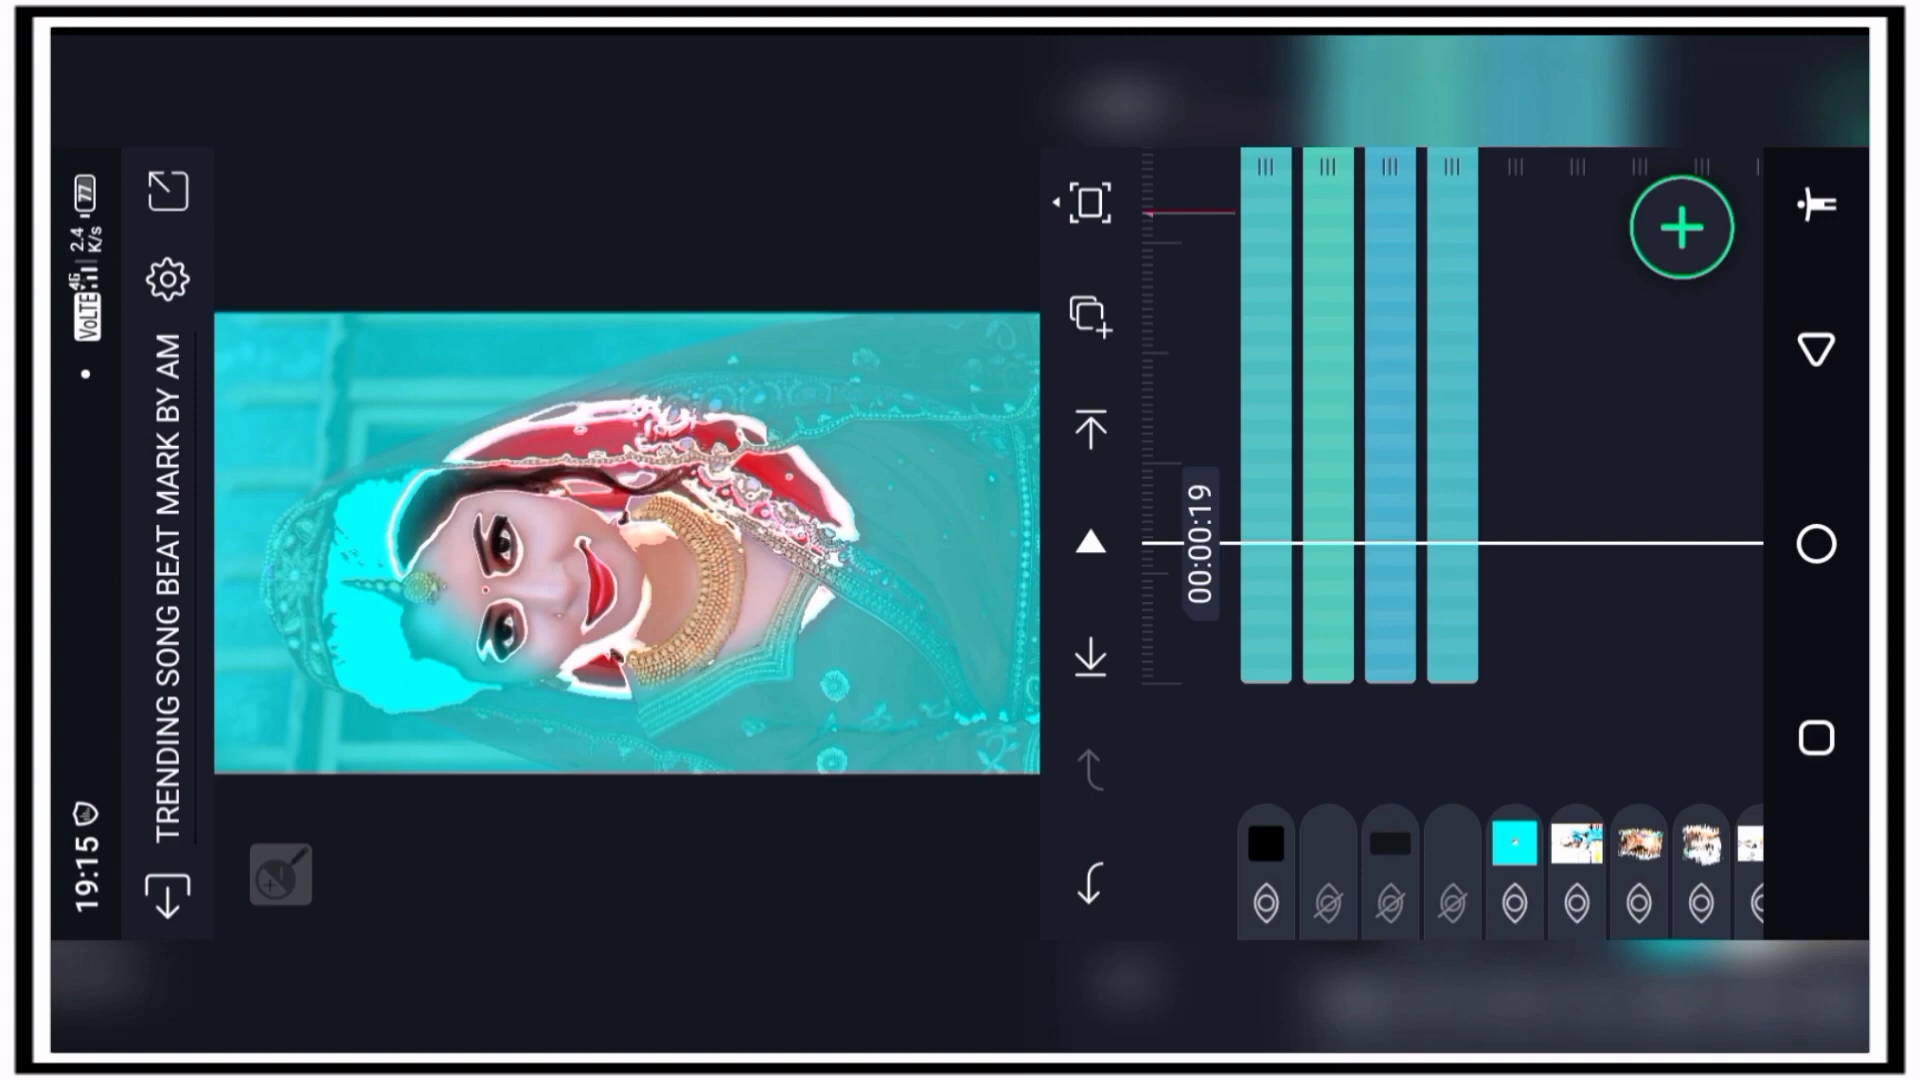 19:15
VoLTE 4G 2.4 K/s 77
TRENDING SONG BEAT MARK BY AM
00:00:19